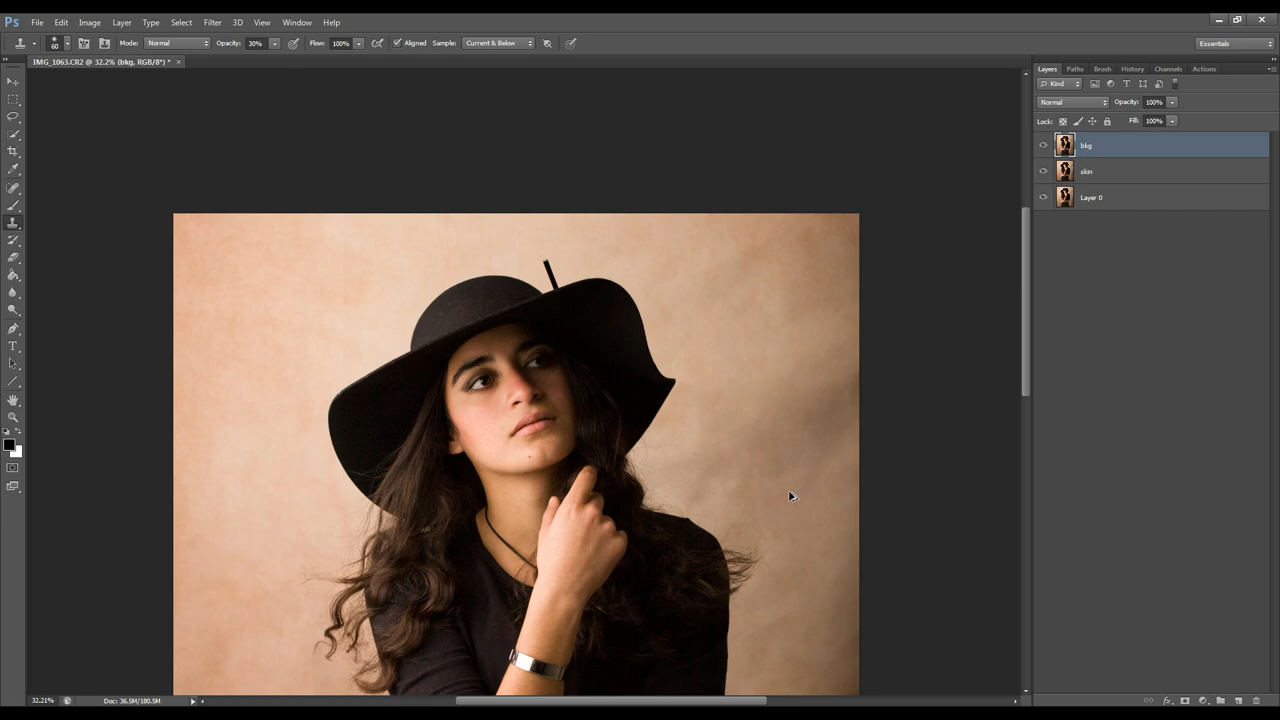 Ps File Edit Image Layer Type Select Filter 3D View Window Help
60 Mode: Normal Opacity: 30% Flow: 100% Aligned Sample: Current & Below Essentials
IMG_1063.CR2 @ 32.2% (bkg, RGB/8*) * ×
Layers Paths Brush History Channels Actions
Kind
Normal Opacity: 100%
Lock: Fill: 100%
bkg
skin
Layer 0
32.21% Doc: 36.5M/180.5M